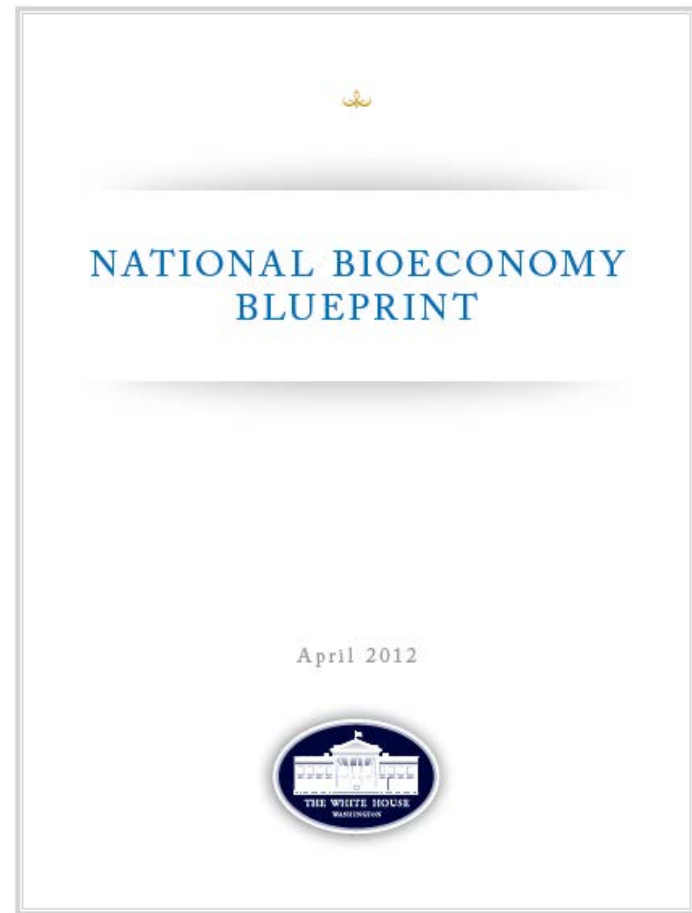 NATIONAL BIOECONOMY
BLUEPRINT
April 2012
THE WHITE HOUSE
WASHINGTON